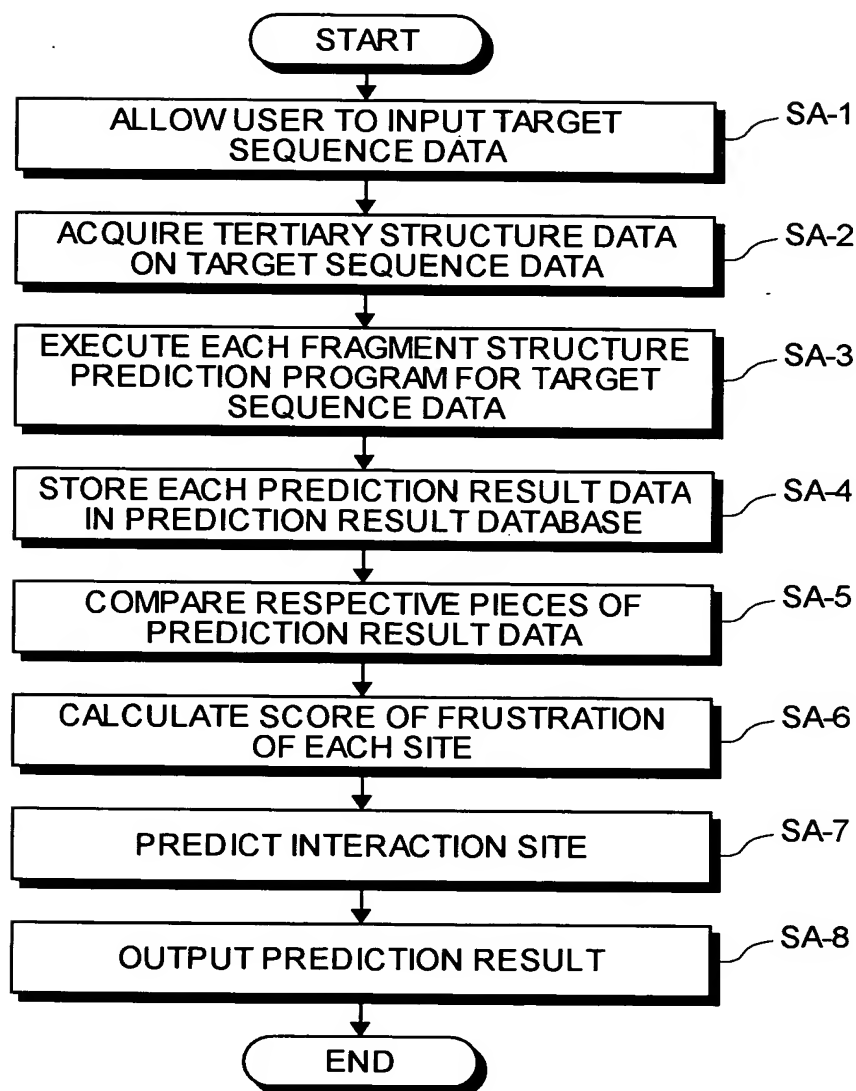 START
ALLOW USER TO INPUT TARGET
SEQUENCE DATA
SA-1
ACQUIRE TERTIARY STRUCTURE DATA
ON TARGET SEQUENCE DATA
SA-2
EXECUTE EACH FRAGMENT STRUCTURE
PREDICTION PROGRAM FOR TARGET
SEQUENCE DATA
SA-3
STORE EACH PREDICTION RESULT DATA
IN PREDICTION RESULT DATABASE
SA-4
COMPARE RESPECTIVE PIECES OF
PREDICTION RESULT DATA
SA-5
CALCULATE SCORE OF FRUSTRATION
OF EACH SITE
SA-6
PREDICT INTERACTION SITE
SA-7
OUTPUT PREDICTION RESULT
SA-8
END